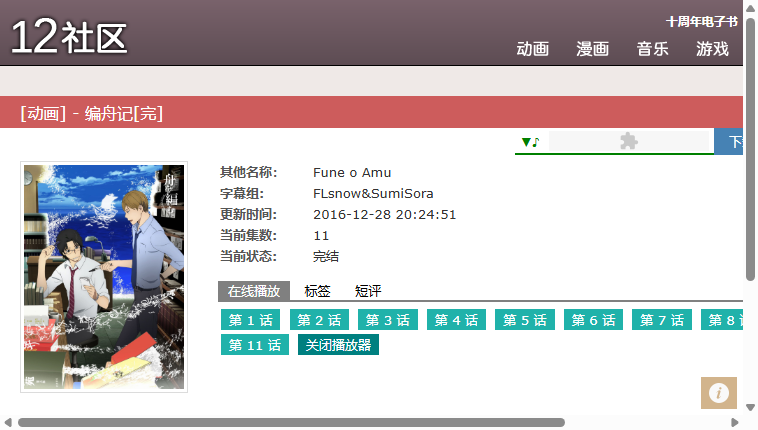 12社区
十周年电子书
动画 漫画 音乐 游戏
[动画] - 编舟记[完]
▼♪
下
其他名称: Fune o Amu
字幕组: FLsnow&SumiSora
更新时间: 2016-12-28 20:24:51
当前集数: 11
当前状态: 完结
在线播放 标签 短评
第 1 话 第 2 话 第 3 话 第 4 话 第 5 话 第 6 话 第 7 话 第 8
第 11 话 关闭播放器